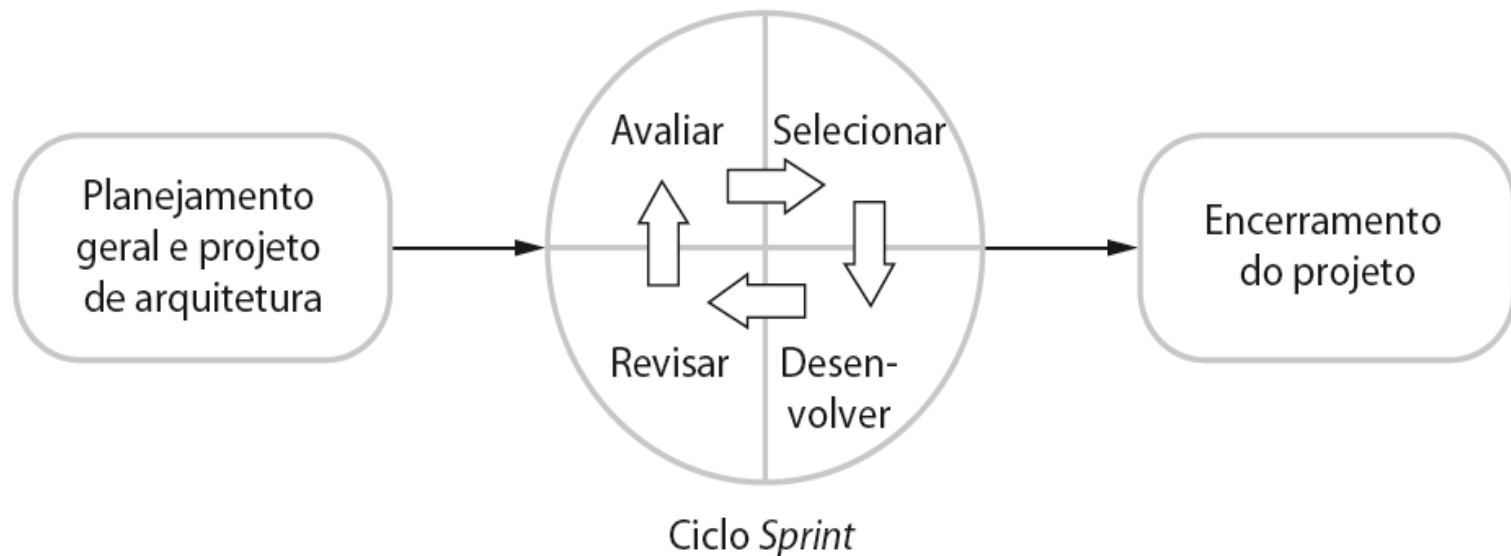 Planejamento
geral e projeto
de arquitetura
Avaliar
Selecionar
Revisar
Desen-
volver
Encerramento
do projeto
Ciclo Sprint